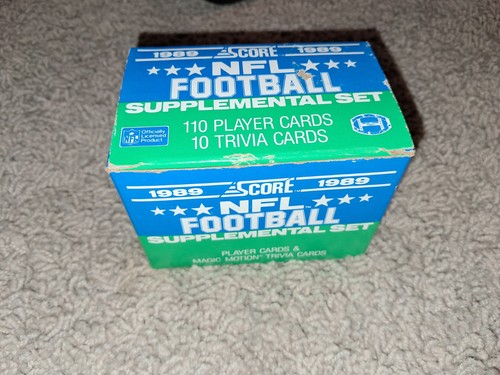 1989 SCORE 1989
NFL
FOOTBALL
SUPPLEMENTAL SET
110 PLAYER CARDS
10 TRIVIA CARDS
NFL
Officially
Licensed
Product
1989 SCORE 1989
NFL
FOOTBALL
SUPPLEMENTAL SET
PLAYER CARDS &
MAGIC MOTION® TRIVIA CARDS